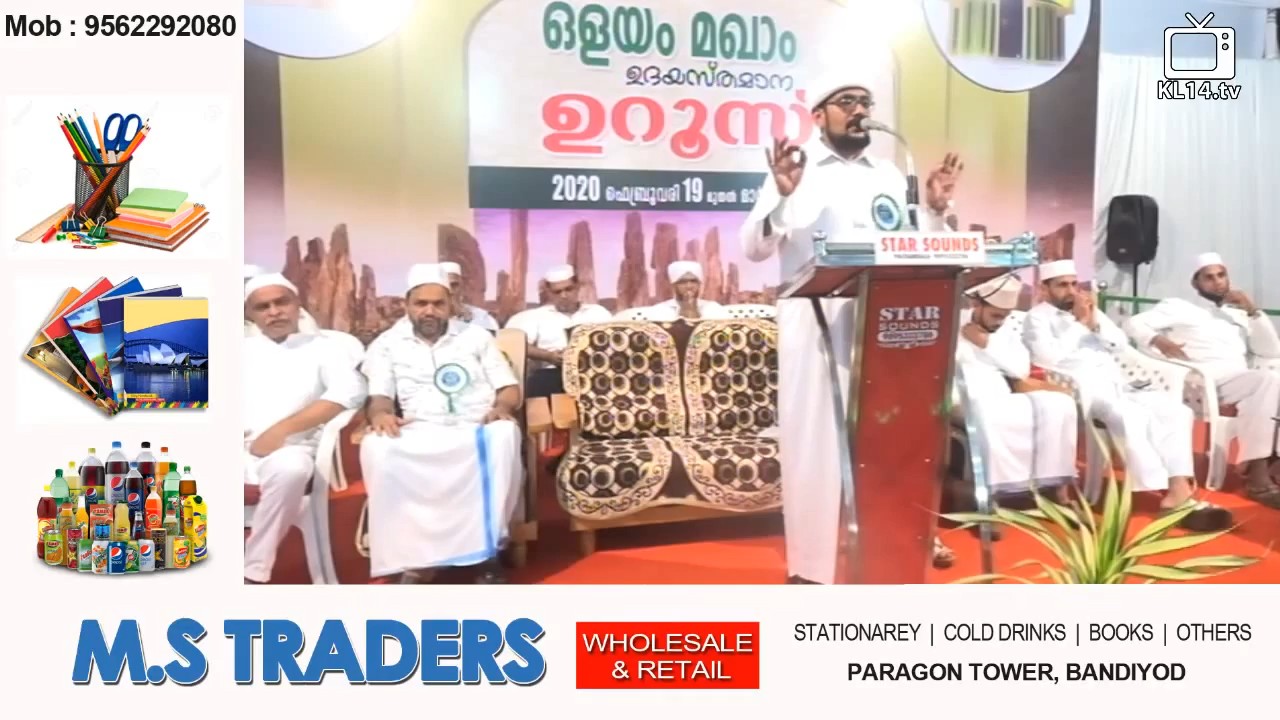 Mob : 9562292080
KL14.tv
ഒളയം മഖാം
ഉദയസ്തമാന
ഉറൂസ്
2020 ഫെബ്രുവരി 19 മുതൽ
STAR SOUNDS
STAR
SOUNDS
M.S TRADERS
WHOLESALE
& RETAIL
STATIONAREY | COLD DRINKS | BOOKS | OTHERS
PARAGON TOWER, BANDIYOD